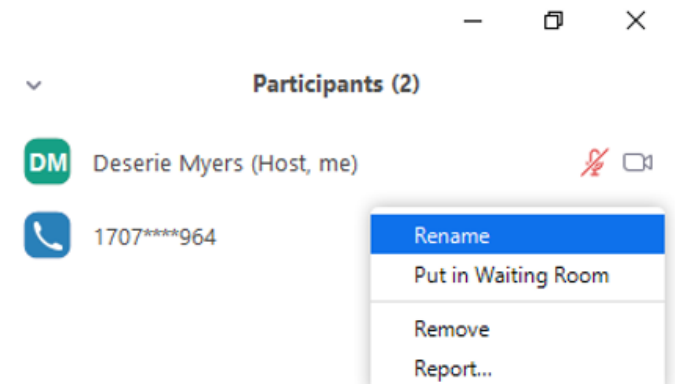 Participants (2)
DM Deserie Myers (Host, me)
1707****964
Rename
Put in Waiting Room
Remove
Report...